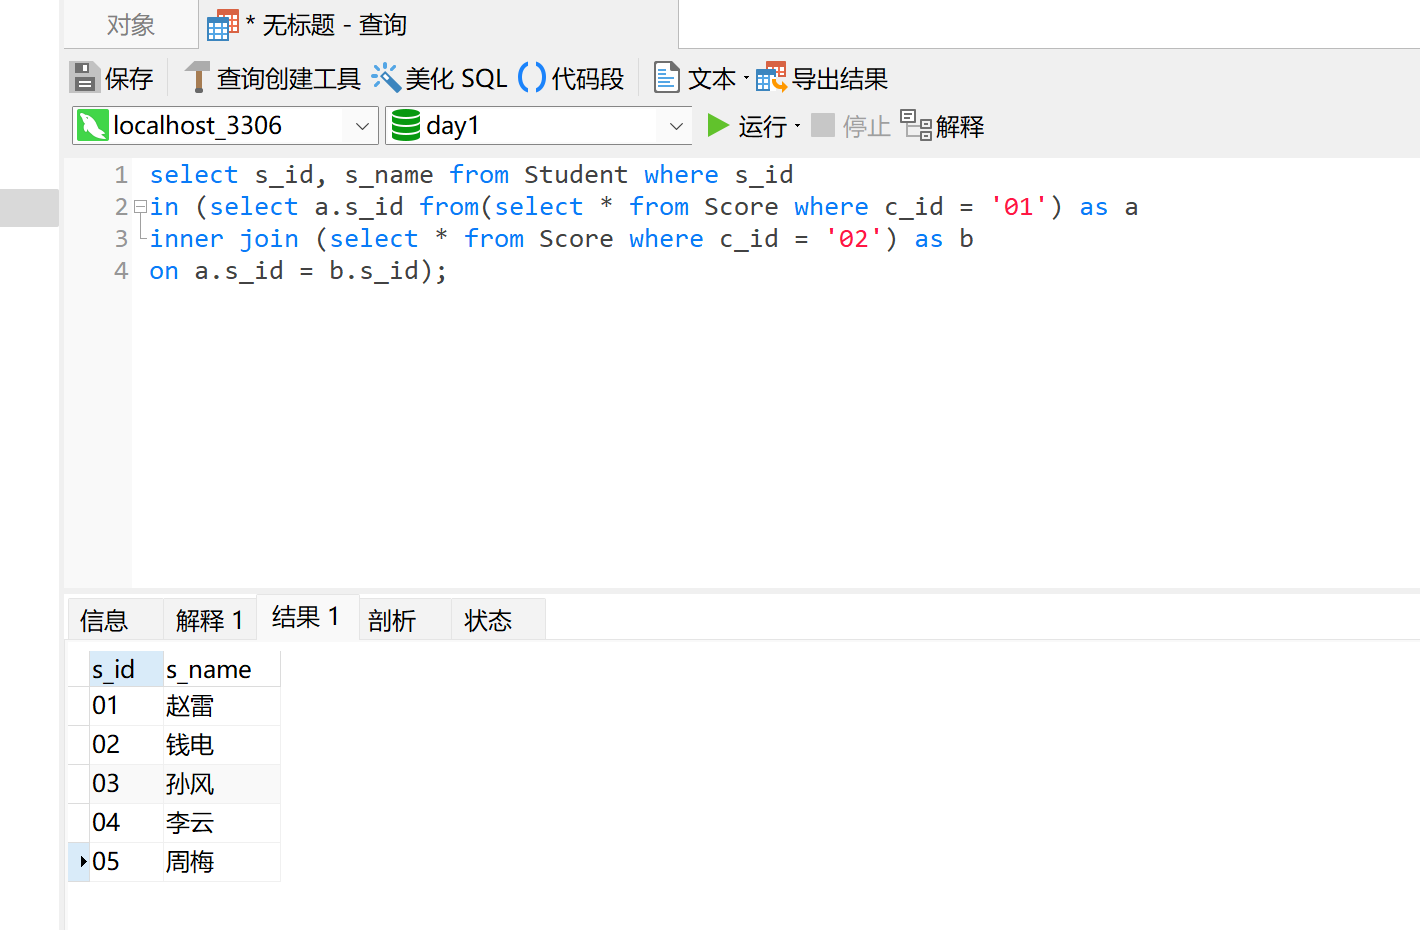 对象 * 无标题 - 查询
保存 查询创建工具 美化 SQL 代码段 文本 导出结果
localhost_3306 day1 运行 停止 解释
1 select s_id, s_name from Student where s_id
2 in (select a.s_id from(select * from Score where c_id = '01') as a
3 inner join (select * from Score where c_id = '02') as b
4 on a.s_id = b.s_id);
信息 解释 1 结果 1 剖析 状态
s_id s_name
01 赵雷
02 钱电
03 孙风
04 李云
05 周梅